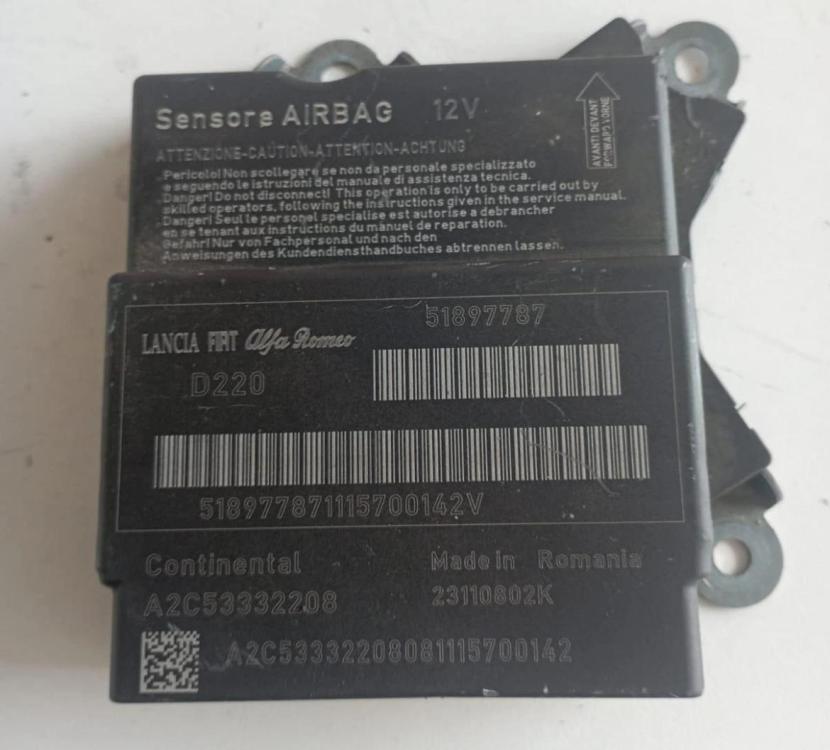 Sensore AIRBAG 12V
AVANTI DEVANT
FORWARD VORNE
ATTENZIONE-CAUTION-ATTENTION-ACHTUNG
Pericolo! Non scollegare se non da personale specializzato
e seguendo le istruzioni del manuale di assistenza tecnica.
Danger! Do not disconnect! This operation is only to be carried out by
skilled operators, following the instructions given in the service manual.
Danger! Seul le personel specialise est autorise a debrancher
en se tenant aux instructions du manuel de reparation.
Gefahr! Nur von Fachpersonal und nach den
Anweisungen des Kundendiensthandbuches abtrennen lassen.
51897787
LANCIA FIAT Alfa Romeo
D220
518977871115700142V
Continental Made in Romania
A2C53332208 23110802K
A2C53332208081115700142